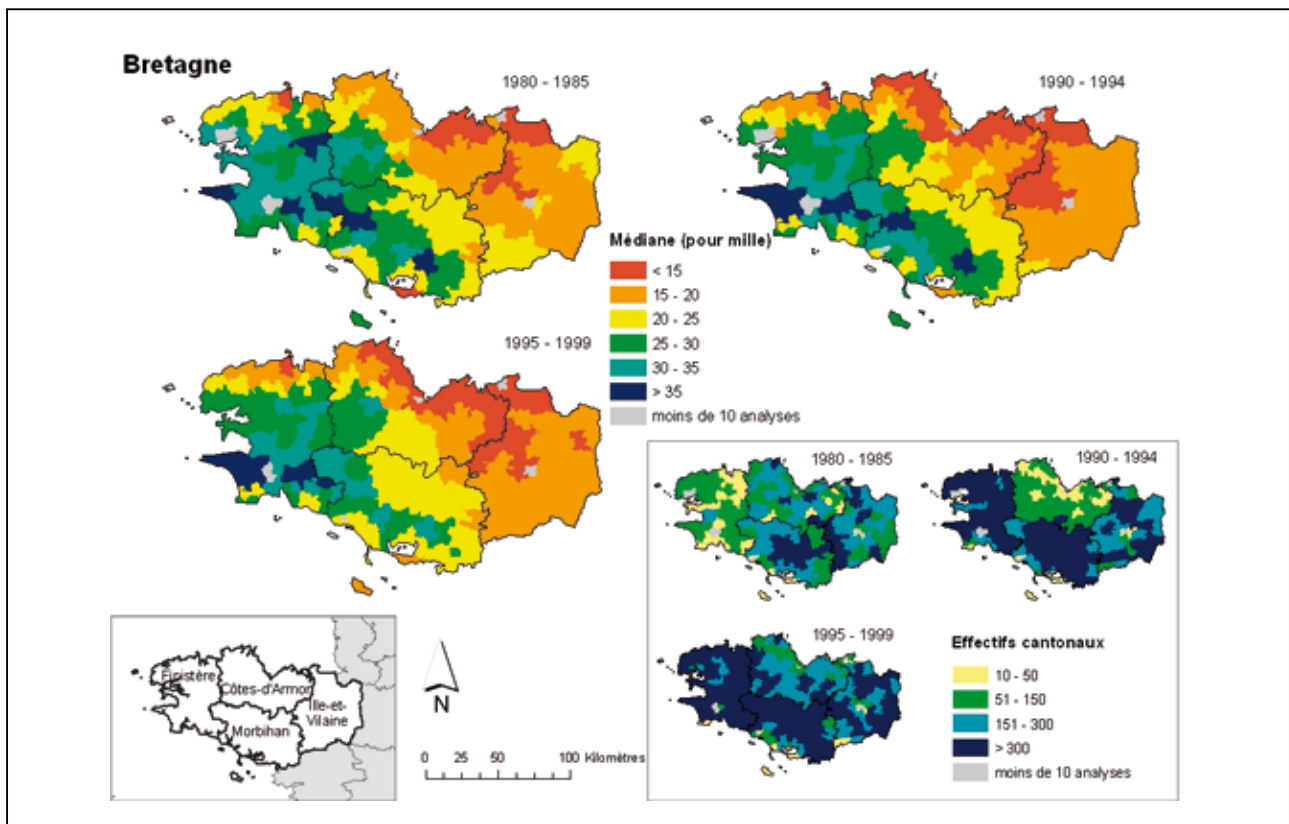 Bretagne
1980 - 1985
1990 - 1994
Médiane (pour mille)
< 15
15 - 20
20 - 25
25 - 30
30 - 35
> 35
moins de 10 analyses
1995 - 1999
1980 - 1985
1990 - 1994
1995 - 1999
Effectifs cantonaux
10 - 50
51 - 150
151 - 300
> 300
moins de 10 analyses
Finistère
Côtes-d'Armor
Ille-et-
Vilaine
Morbihan
N
0 25 50 100 Kilomètres